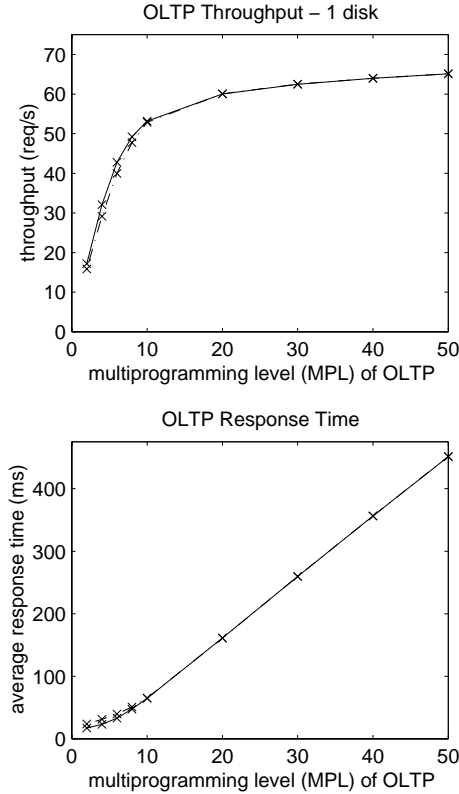 OLTP Throughput – 1 disk
70
60
50
40
30
20
10
0
throughput (req/s)
0 10 20 30 40 50
multiprogramming level (MPL) of OLTP
OLTP Response Time
400
300
200
100
0
average response time (ms)
0 10 20 30 40 50
multiprogramming level (MPL) of OLTP